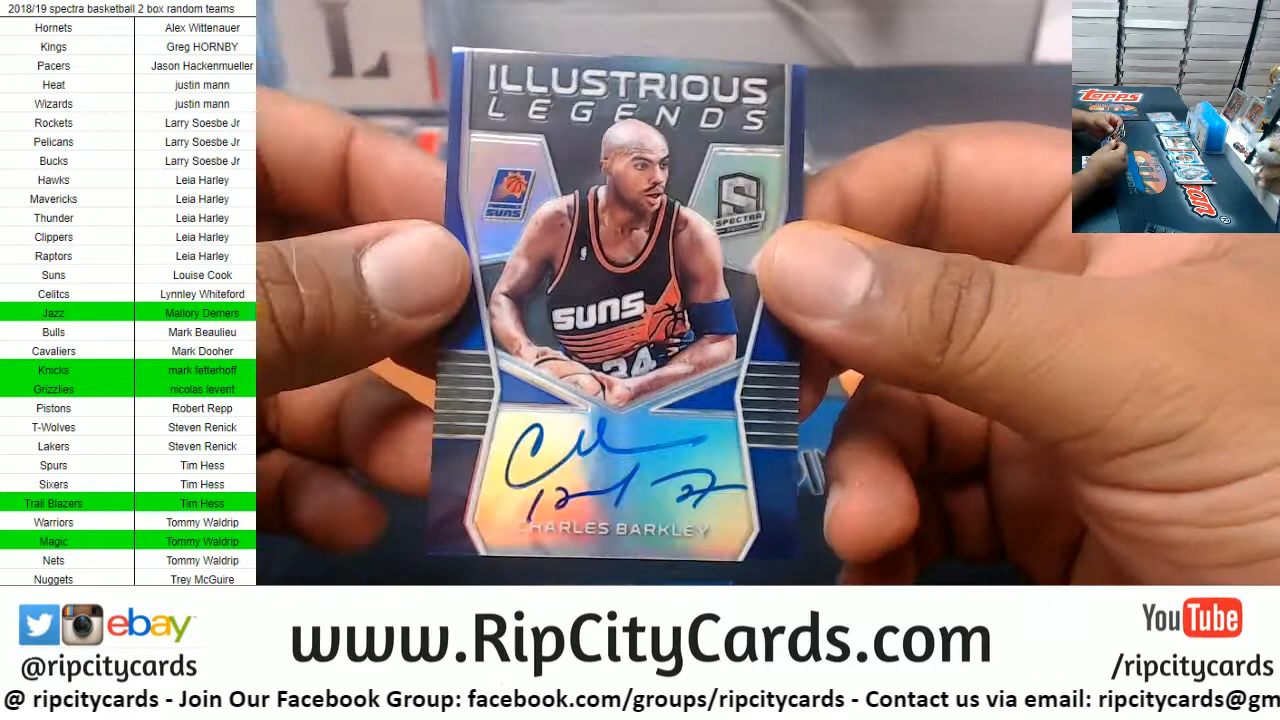 2018/19 spectra basketball 2 box random teams
Hornets Alex Wittenauer
Kings Greg HORNBY
Pacers Jason Hackenmueller
Heat justin mann
Wizards justin mann
Rockets Larry Soesbe Jr
Pelicans Larry Soesbe Jr
Bucks Larry Soesbe Jr
Hawks Leia Harley
Mavericks Leia Harley
Thunder Leia Harley
Clippers Leia Harley
Raptors Leia Harley
Suns Louise Cook
Celitcs Lynnley Whiteford
Jazz Mallory Demers
Bulls Mark Beaulieu
Cavaliers Mark Dooher
Knicks mark fetterhoff
Grizzlies nicolas levent
Pistons Robert Repp
T-Wolves Steven Renick
Lakers Steven Renick
Spurs Tim Hess
Sixers Tim Hess
Trail Blazers Tim Hess
Warriors Tommy Waldrip
Magic Tommy Waldrip
Nets Tommy Waldrip
Nuggets Trey McGuire
L
ILLUSTRIOUS
LEGENDS
SUNS
SPECTRA
SUNS
34
CHARLES BARKLEY
Topps
ebay
@ripcitycards
www.RipCityCards.com
YouTube
/ripcitycards
@ ripcitycards - Join Our Facebook Group: facebook.com/groups/ripcitycards - Contact us via email: ripcitycards@gm